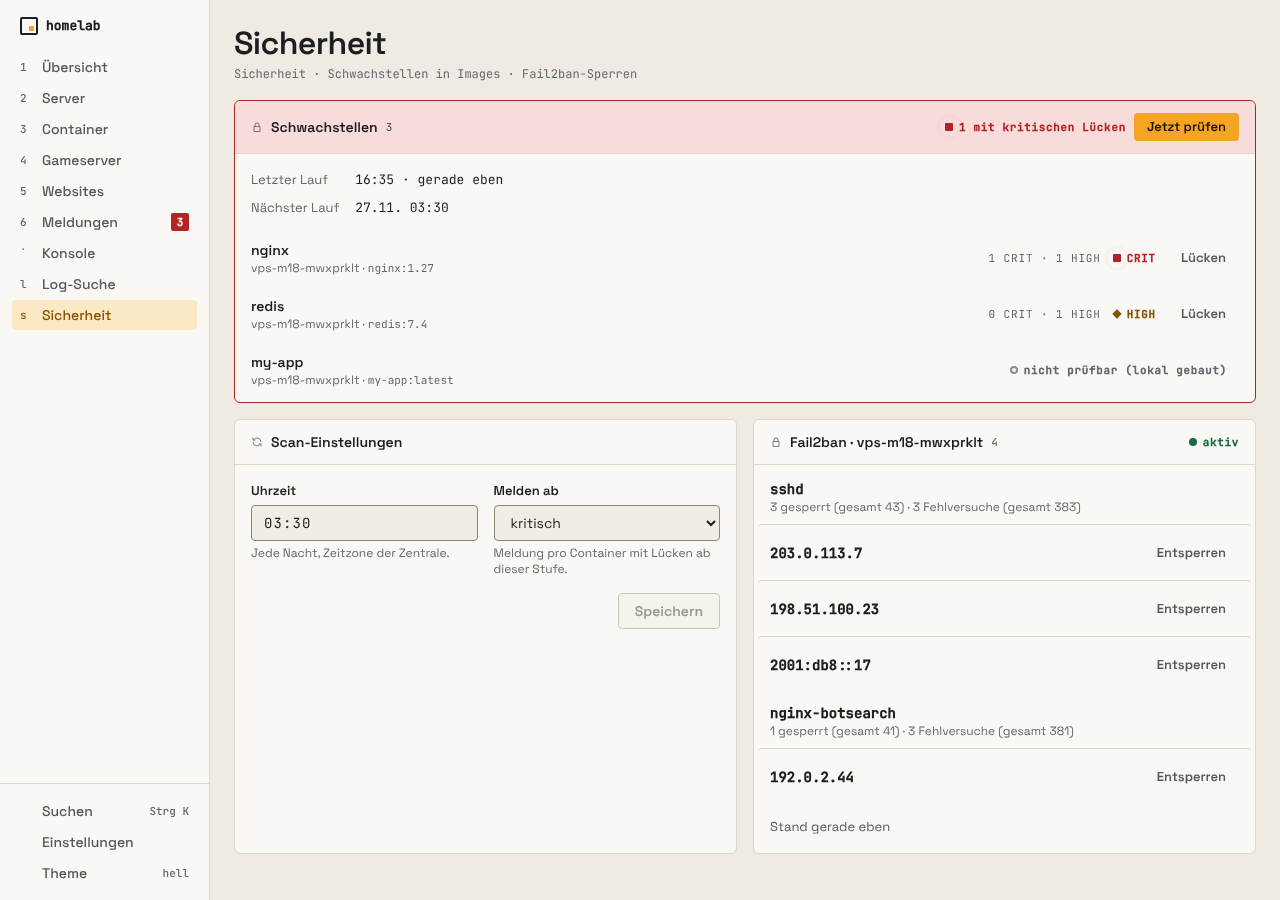 homelab
1 Übersicht
2 Server
3 Container
4 Gameserver
5 Websites
6 Meldungen 3
` Konsole
l Log-Suche
s Sicherheit
Suchen Strg K
Einstellungen
Theme hell
Sicherheit
Sicherheit · Schwachstellen in Images · Fail2ban-Sperren
Schwachstellen 3
1 mit kritischen Lücken
Jetzt prüfen
Letzter Lauf 16:35 · gerade eben
Nächster Lauf 27.11. 03:30
nginx
vps-m18-mwxprklt · nginx:1.27
1 CRIT · 1 HIGH CRIT Lücken
redis
vps-m18-mwxprklt · redis:7.4
0 CRIT · 1 HIGH HIGH Lücken
my-app
vps-m18-mwxprklt · my-app:latest
nicht prüfbar (lokal gebaut)
Scan-Einstellungen
Uhrzeit
03:30
Jede Nacht, Zeitzone der Zentrale.
Melden ab
kritisch
Meldung pro Container mit Lücken ab
dieser Stufe.
Speichern
Fail2ban · vps-m18-mwxprklt 4
aktiv
sshd
3 gesperrt (gesamt 43) · 3 Fehlversuche (gesamt 383)
203.0.113.7 Entsperren
198.51.100.23 Entsperren
2001:db8::17 Entsperren
nginx-botsearch
1 gesperrt (gesamt 41) · 3 Fehlversuche (gesamt 381)
192.0.2.44 Entsperren
Stand gerade eben